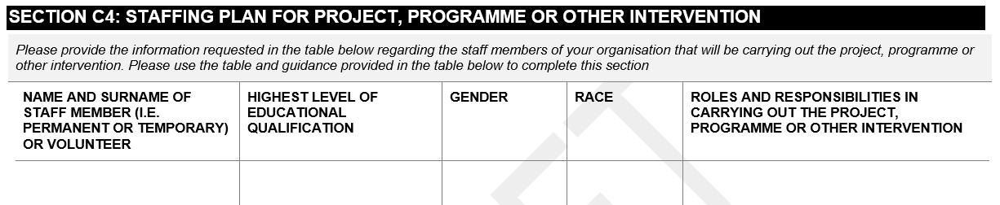 SECTION C4: STAFFING PLAN FOR PROJECT, PROGRAMME OR OTHER INTERVENTION
Please provide the information requested in the table below regarding the staff members of your organisation that will be carrying out the project, programme or
other intervention. Please use the table and guidance provided in the table below to complete this section
NAME AND SURNAME OF
STAFF MEMBER (I.E.
PERMANENT OR TEMPORARY)
OR VOLUNTEER
HIGHEST LEVEL OF
EDUCATIONAL
QUALIFICATION
GENDER
RACE
ROLES AND RESPONSIBILITIES IN
CARRYING OUT THE PROJECT,
PROGRAMME OR OTHER INTERVENTION